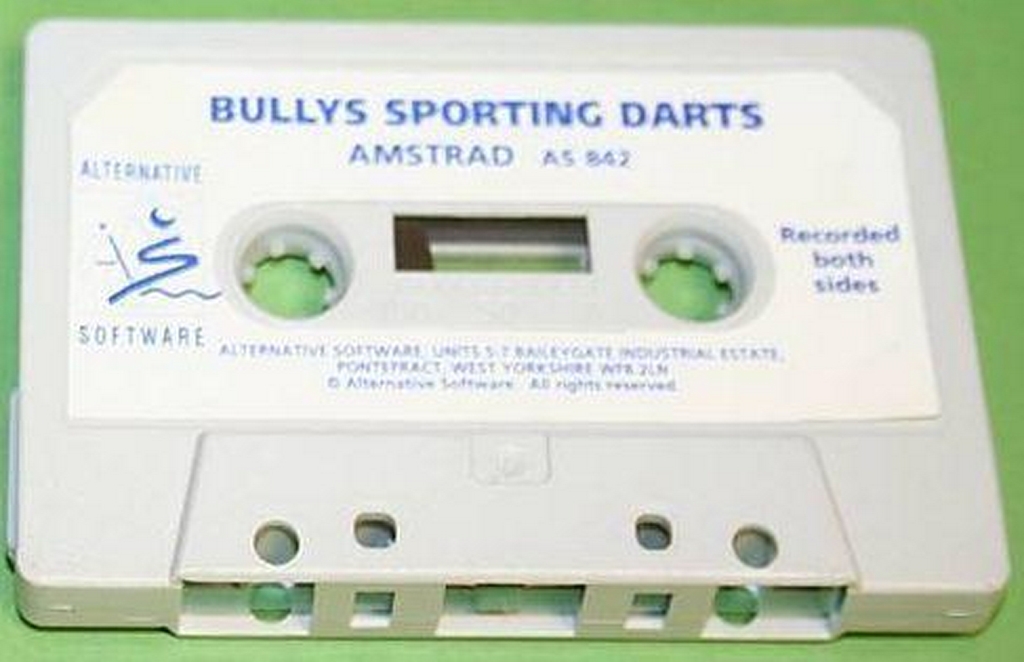 BULLYS SPORTING DARTS
AMSTRAD AS 842
ALTERNATIVE
SOFTWARE
Recorded
both
sides
ALTERNATIVE SOFTWARE, UNITS 5-7 BAILEYGATE INDUSTRIAL ESTATE,
PONTEFRACT, WEST YORKSHIRE WF8 2LN
© Alternative Software. All rights reserved.